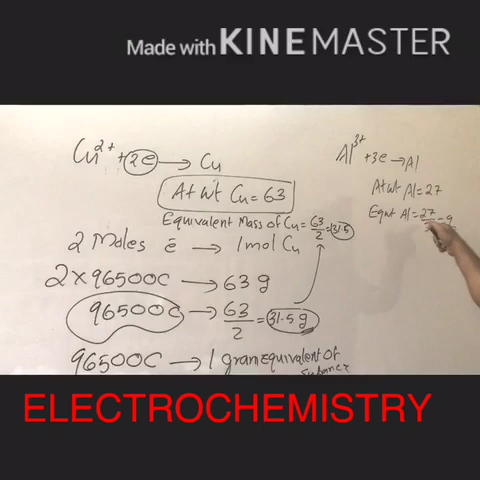 Made with KINEMASTER
Cu²⁺ + 2e → Cu
At Wt Cu = 63
Equivalent Mass of Cu = 63/2 = 31.5
2 Moles ē → 1 mol Cu
2 × 96500C → 63 g
96500C → 63/2 = 31.5 g
96500C → 1 gram equivalent of
Al³⁺ + 3e → Al
At wt Al = 27
Eqwt Al = 27
= 9
ELECTROCHEMISTRY